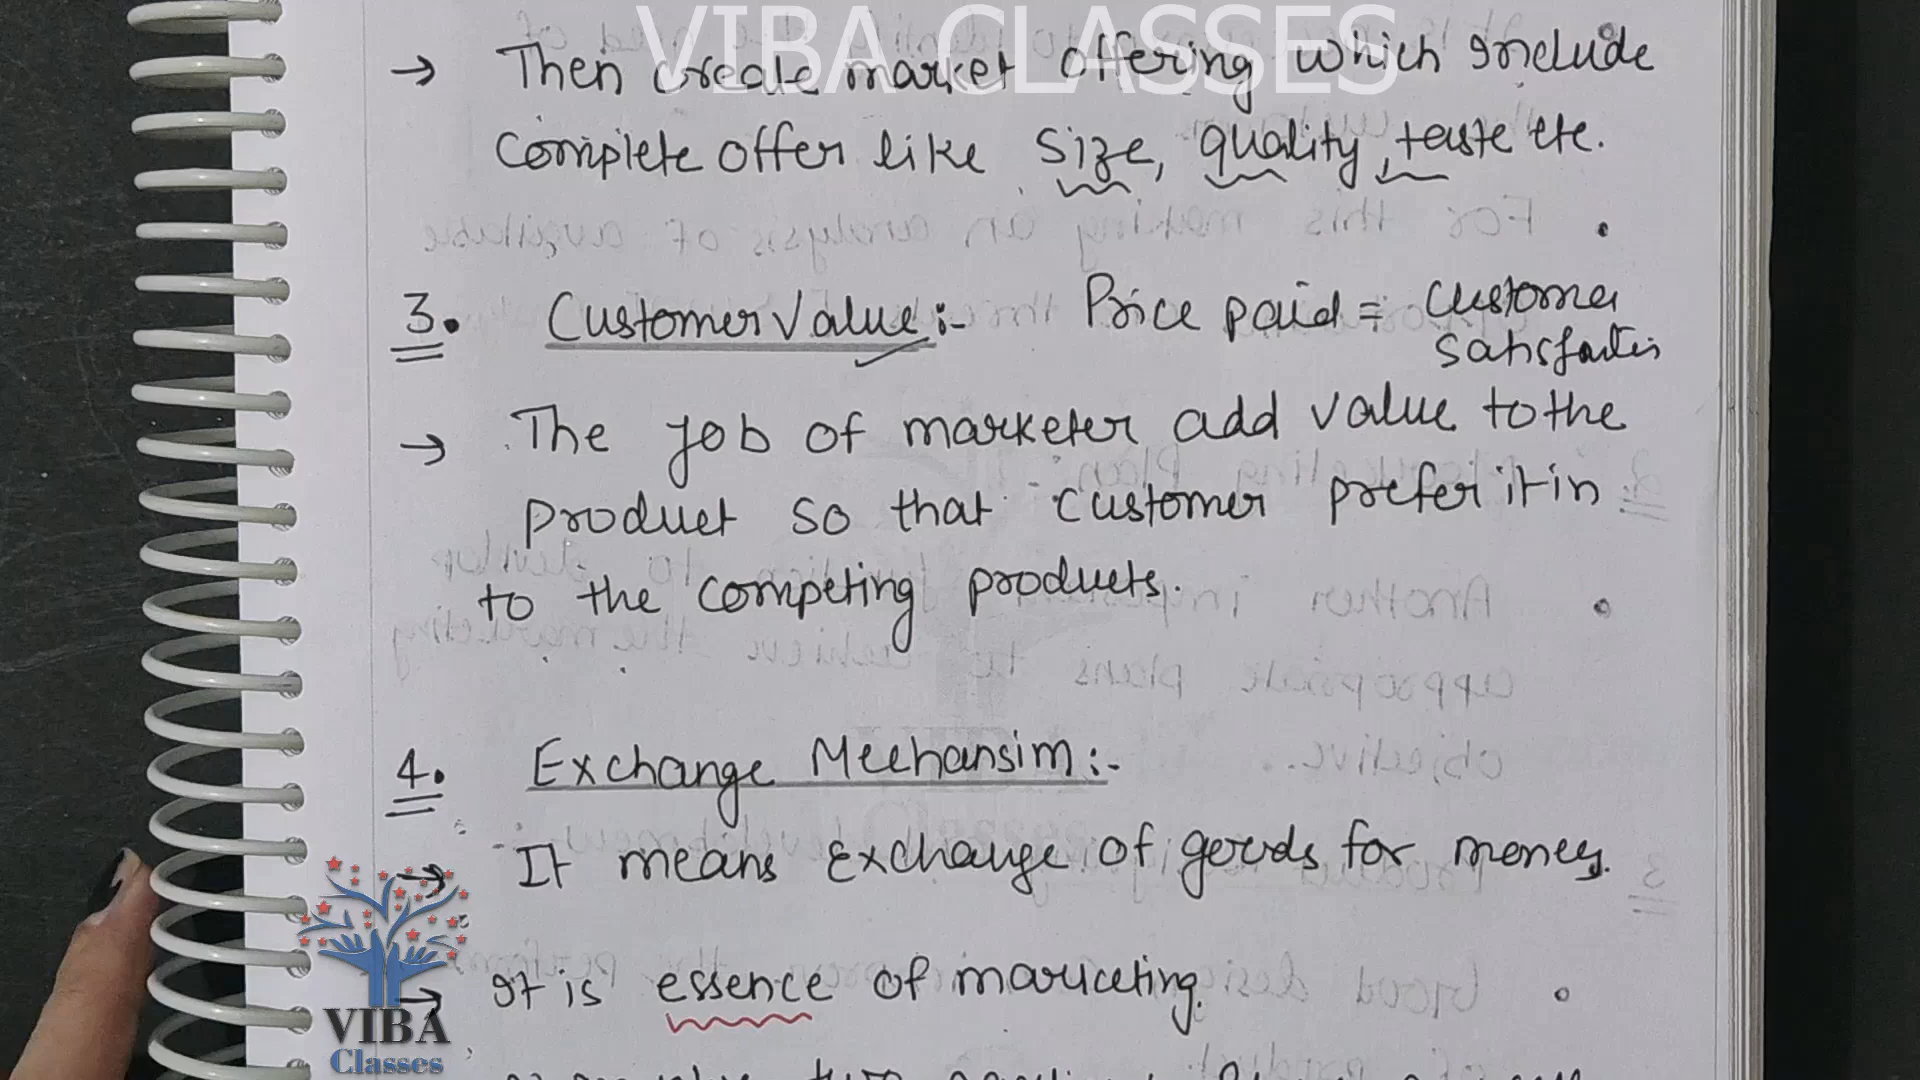 VIBA CLASSES
→ Then create market offering which Include
Complete offer like Size, quality, taste etc.
3. Customer Value :- Price paid = Customer
Satisfaction
→ The job of marketer add value to the
product so that customer prefer it in
to the competing products.
4. Exchange Mechansim :-
→ It means exchange of goods for money.
→ It is essence of marketing.
VIBA
Classes